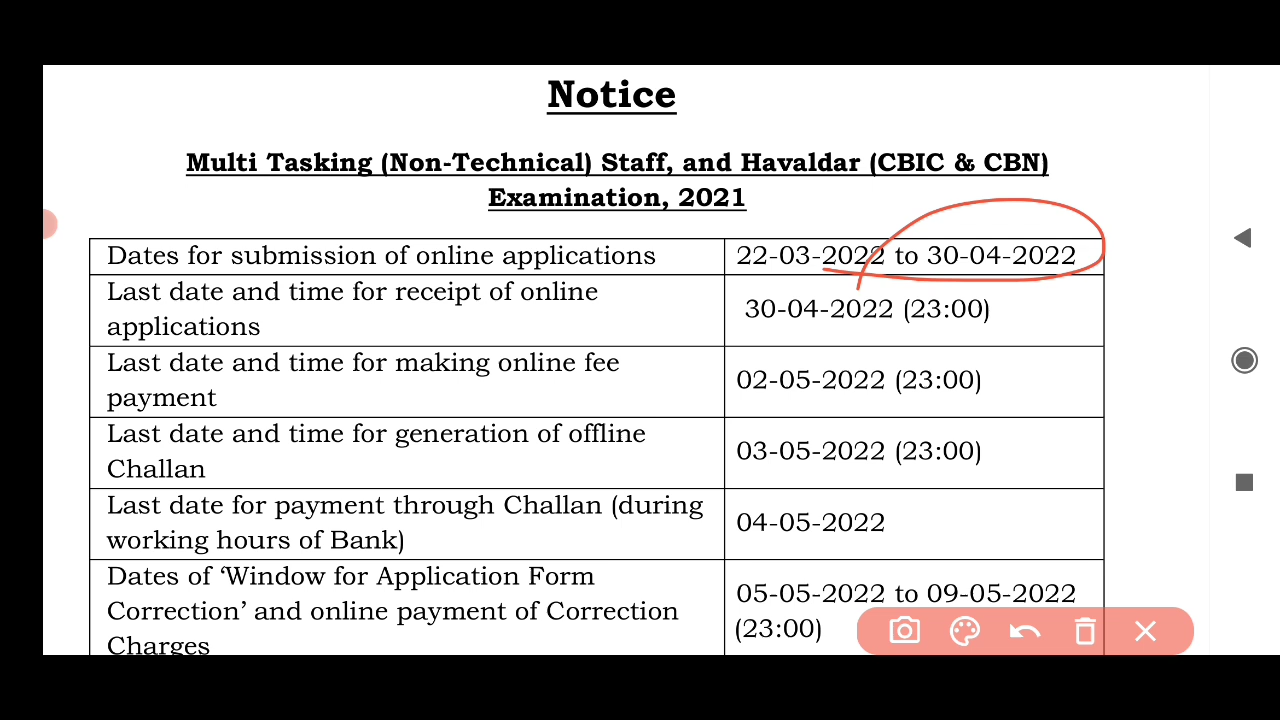 Notice
Multi Tasking (Non-Technical) Staff, and Havaldar (CBIC & CBN)
Examination, 2021
Dates for submission of online applications 22-03-2022 to 30-04-2022
Last date and time for receipt of online
applications
30-04-2022 (23:00)
Last date and time for making online fee
payment
02-05-2022 (23:00)
Last date and time for generation of offline
Challan
03-05-2022 (23:00)
Last date for payment through Challan (during
working hours of Bank)
04-05-2022
Dates of ‘Window for Application Form
Correction’ and online payment of Correction
Charges
05-05-2022 to 09-05-2022
(23:00)